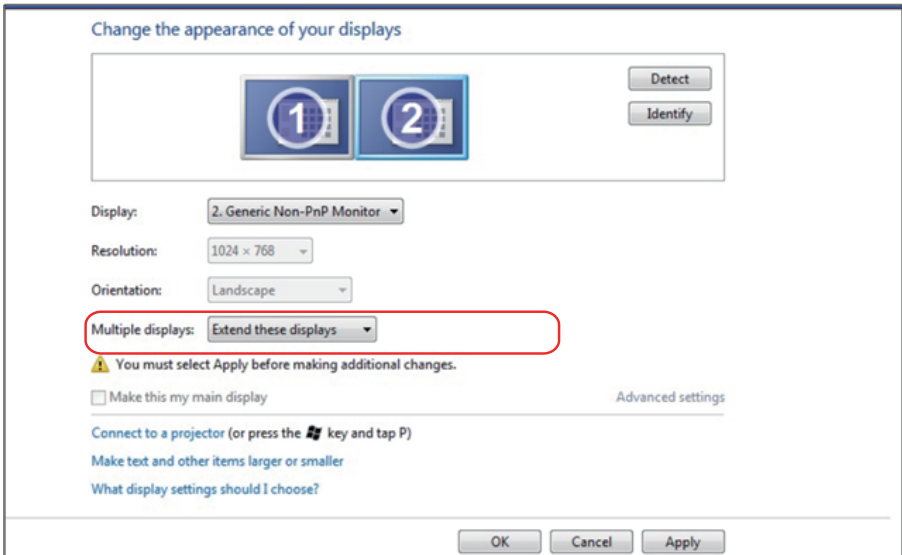 Change the appearance of your displays
1
2
Detect
Identify
Display: 2. Generic Non-PnP Monitor
Resolution: 1024 × 768
Orientation: Landscape
Multiple displays: Extend these displays
You must select Apply before making additional changes.
Make this my main display Advanced settings
Connect to a projector (or press the key and tap P)
Make text and other items larger or smaller
What display settings should I choose?
OK Cancel Apply